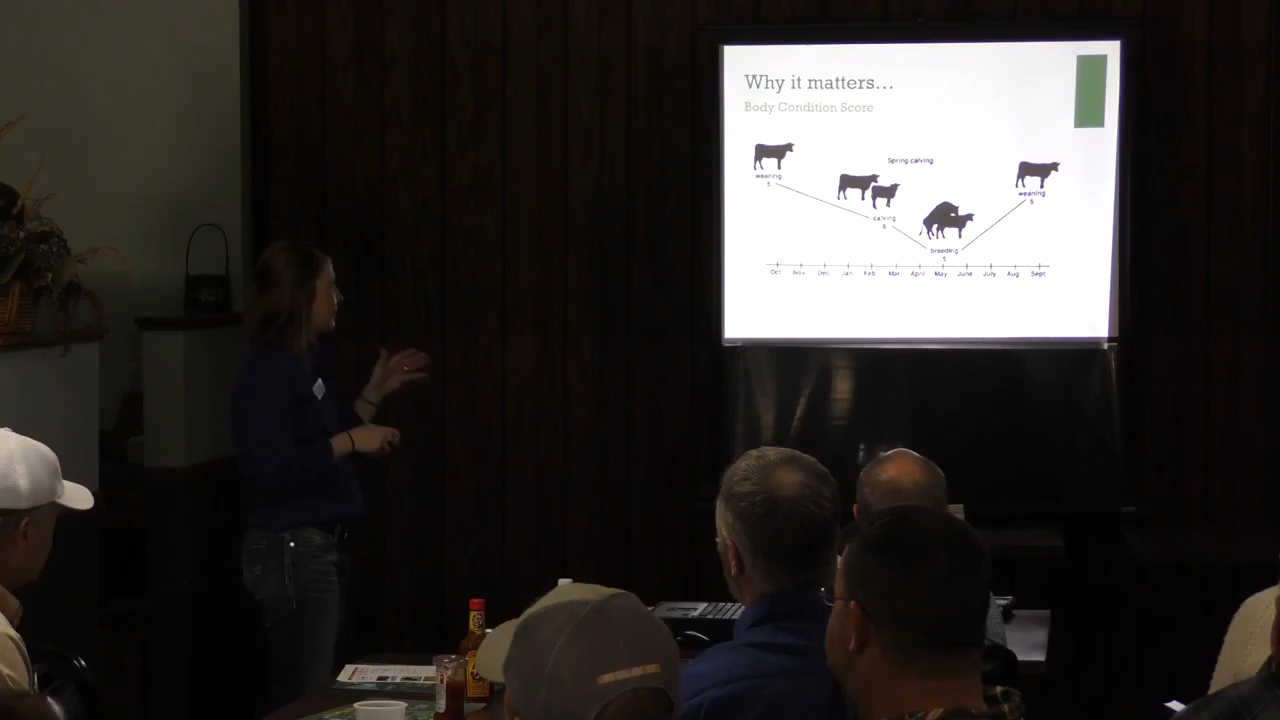 Why it matters...
Body Condition Score
Spring calving
weaning
5
calving
6
breeding
5
weaning
5
Oct Nov Dec Jan Feb Mar April May June July Aug Sept